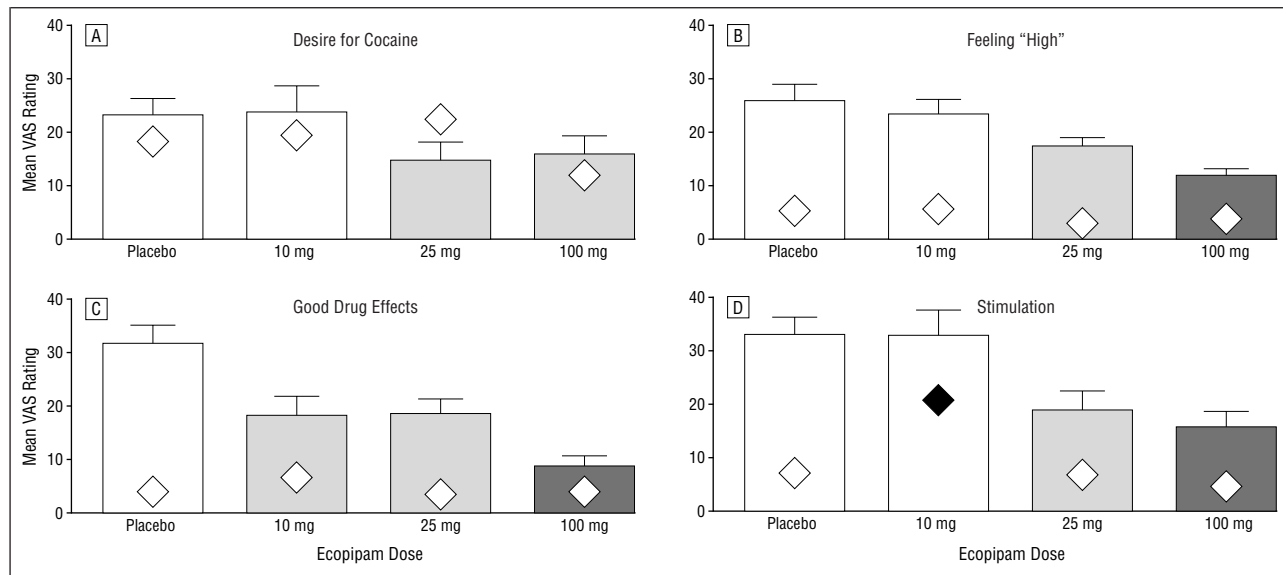 A
Desire for Cocaine
Mean VAS Rating
40
30
20
10
0
Placebo
10 mg
25 mg
100 mg
B
Feeling “High”
40
30
20
10
0
Placebo
10 mg
25 mg
100 mg
C
Good Drug Effects
Mean VAS Rating
40
30
20
10
0
Placebo
10 mg
25 mg
100 mg
Ecopipam Dose
D
Stimulation
40
30
20
10
0
Placebo
10 mg
25 mg
100 mg
Ecopipam Dose